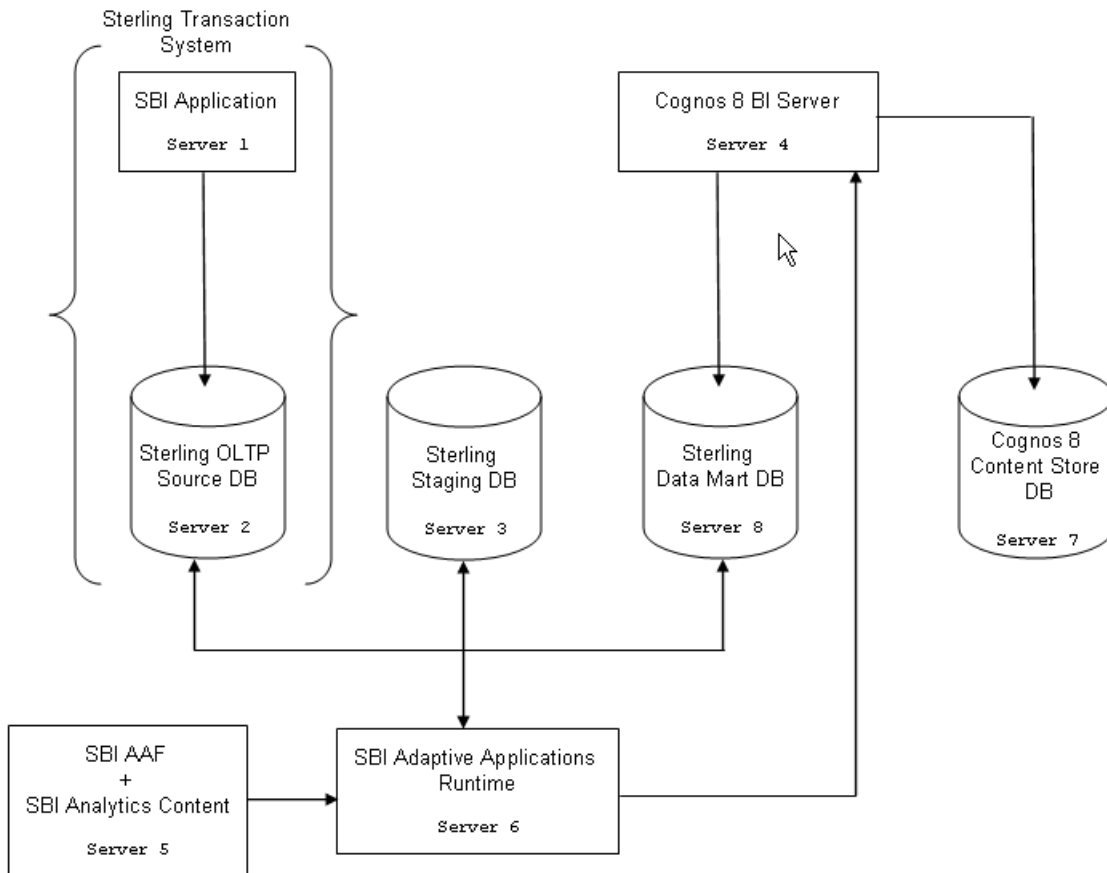 Sterling Transaction
System
SBI Application
Server 1
Cognos 8 BI Server
Server 4
Sterling OLTP
Source DB
Server 2
Sterling
Staging DB
Server 3
Sterling
Data Mart DB
Server 8
Cognos 8
Content Store
DB
Server 7
SBI AAF
+
SBI Analytics Content
Server 5
SBI Adaptive Applications
Runtime
Server 6